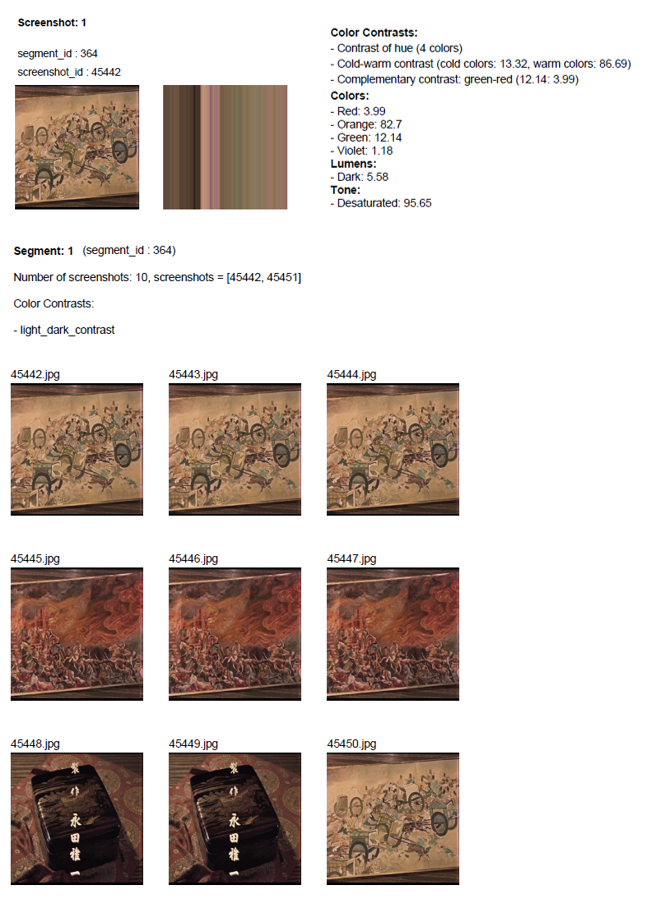 Screenshot: 1
segment_id : 364
screenshot_id : 45442
Color Contrasts:
- Contrast of hue (4 colors)
- Cold-warm contrast (cold colors: 13.32, warm colors: 86.69)
- Complementary contrast: green-red (12.14: 3.99)
Colors:
- Red: 3.99
- Orange: 82.7
- Green: 12.14
- Violet: 1.18
Lumens:
- Dark: 5.58
Tone:
- Desaturated: 95.65
Segment: 1 (segment_id : 364)
Number of screenshots: 10, screenshots = [45442, 45451]
Color Contrasts:
- light_dark_contrast
45442.jpg
45443.jpg
45444.jpg
45445.jpg
45446.jpg
45447.jpg
45448.jpg
45449.jpg
45450.jpg
製作 永田雅一
製作 永田雅一